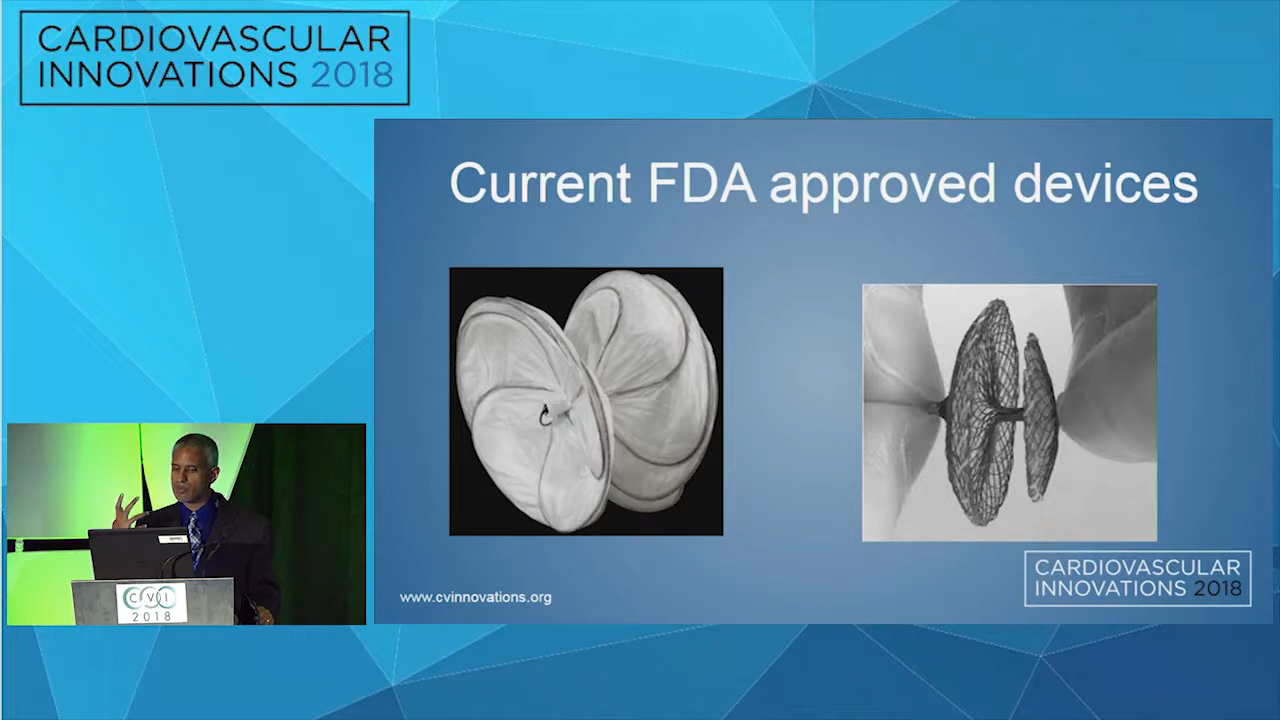 CARDIOVASCULAR
INNOVATIONS 2018
Current FDA approved devices
www.cvinnovations.org
CARDIOVASCULAR
INNOVATIONS 2018
CVI
2018